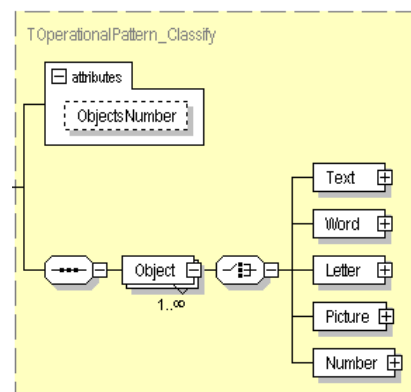 TOperationalPattern_Classify
attributes
ObjectsNumber
Text
Word
Object
Letter
1..∞
Picture
Number